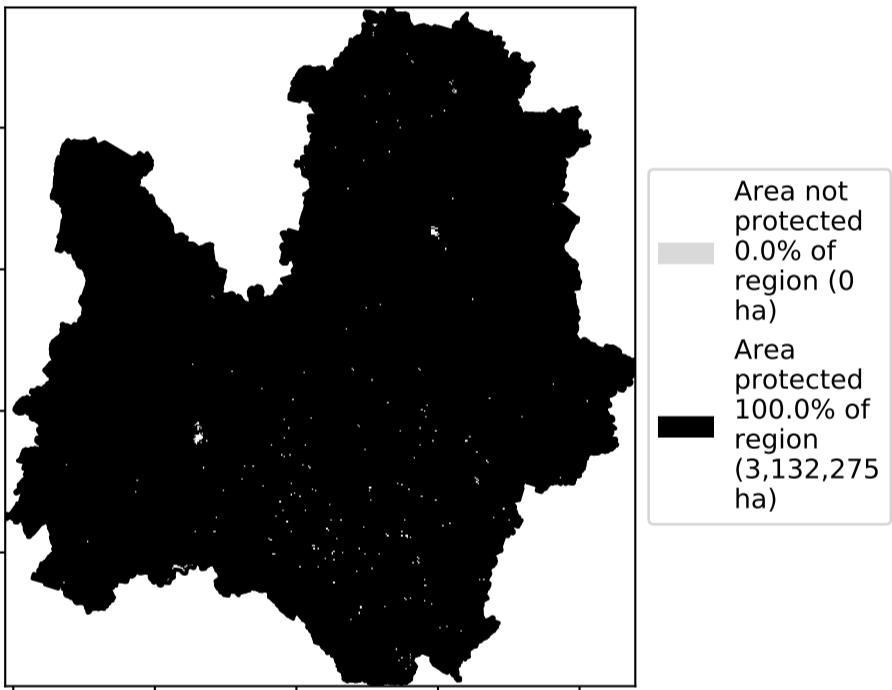 Area not
protected
0.0% of
region (0
ha)
Area
protected
100.0% of
region
(3,132,275
ha)